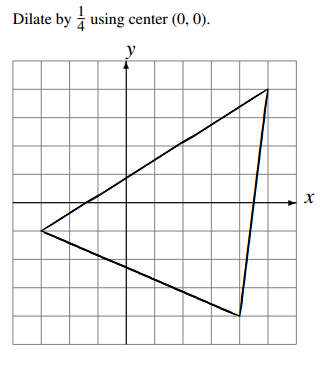 Dilate by 1/4 using center (0, 0).
y
x